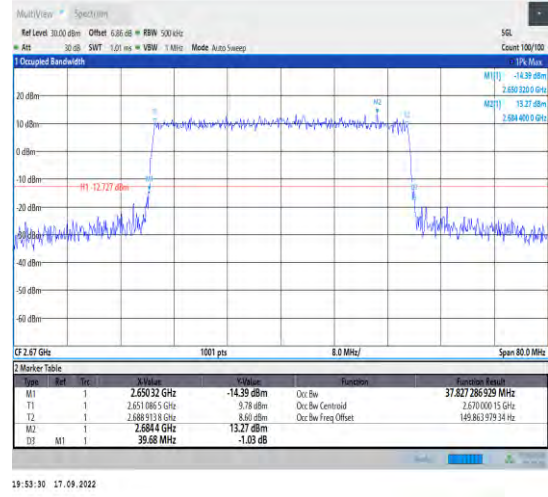 MultiView Spectrum
Ref Level 30.00 dBm Offset 6.86 dB RBW 500 kHz SGL
Att 30 dB SWT 1.01 ms VBW 1 MHz Mode Auto Sweep Count 100/100
1 Occupied Bandwidth 1Pk Max
M1[1] -14.39 dBm
2.650 320 0 GHz
M2[1] 13.27 dBm
2.684 400 0 GHz
20 dBm
M2
10 dBm
0 dBm
-10 dBm
H1 -12.727 dBm
-20 dBm
-30 dBm
-40 dBm
-50 dBm
-60 dBm
CF 2.67 GHz 1001 pts 8.0 MHz/ Span 80.0 MHz
2 Marker Table
Type Ref Trc X-Value Y-Value Function Function Result
M1 1 2.65032 GHz -14.39 dBm Occ Bw 37.827 286 929 MHz
T1 1 2.651 086 5 GHz 9.78 dBm Occ Bw Centroid 2.670 000 15 GHz
T2 1 2.688 913 8 GHz 8.60 dBm Occ Bw Freq Offset 149.863 979 34 Hz
M2 1 2.6844 GHz 13.27 dBm
D3 M1 1 39.68 MHz -1.03 dB
19:53:30 17.09.2022